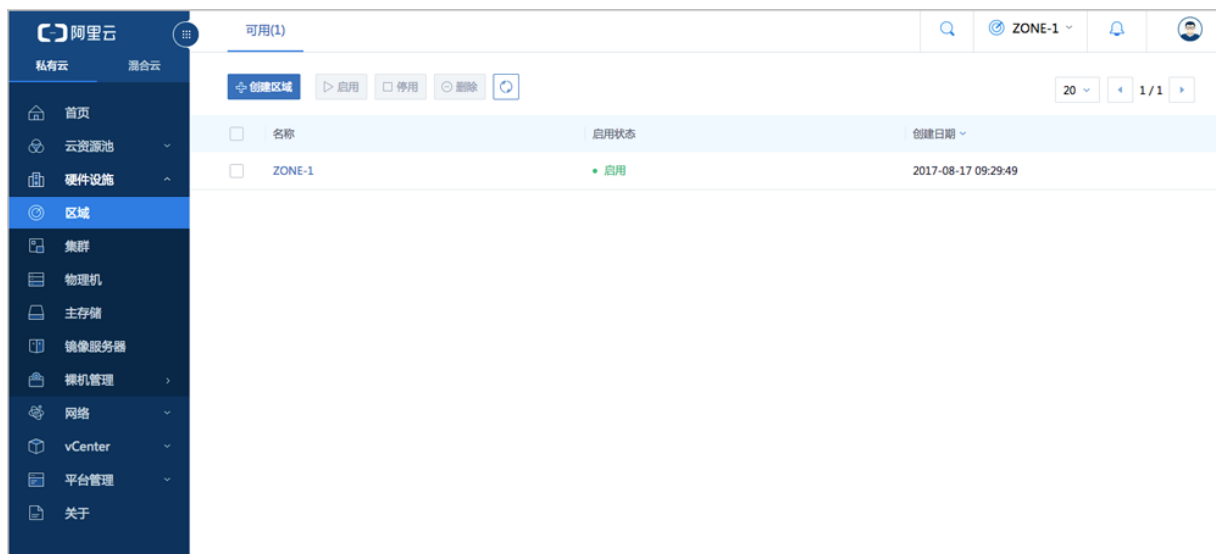 阿里云
可用(1)
ZONE-1
私有云
混合云
创建区域
启用
停用
删除
20
1 / 1
首页
云资源池
硬件设施
区域
集群
物理机
主存储
镜像服务器
裸机管理
网络
vCenter
平台管理
关于
名称
启用状态
创建日期
ZONE-1
启用
2017-08-17 09:29:49